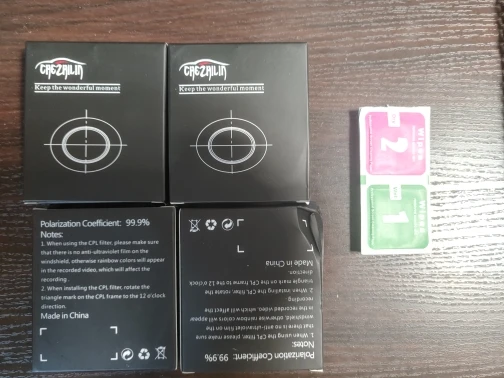 CREZAILIN
Keep the wonderful moment
CREZAILIN
Keep the wonderful moment
Polarization Coefficient: 99.9%
Notes:
1. When using the CPL filter, please make sure
that there is no anti-ultraviolet film on the
windshield, otherwise rainbow colors will appear
in the recorded video, which will affect the
recording.
2. When installing the CPL filter, rotate the
triangle mark on the CPL frame to the 12 o'clock
direction.
Made in China
Polarization Coefficient: 99.9%
Notes:
1. When using the CPL filter, please make sure
that there is no anti-ultraviolet film on the
windshield, otherwise rainbow colors will appear
in the recorded video, which will affect the
recording
2. When installing the CPL filter, rotate the
triangle mark on the CPL frame to the 12 o'clock
direction.
Made in China
2
1